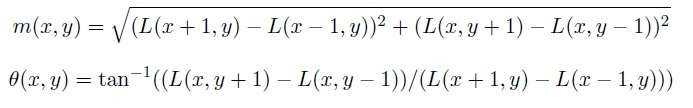 m(x, y) = √((L(x + 1, y) − L(x − 1, y))² + (L(x, y + 1) − L(x, y − 1))²)
θ(x, y) = tan⁻¹((L(x, y + 1) − L(x, y − 1))/(L(x + 1, y) − L(x − 1, y)))